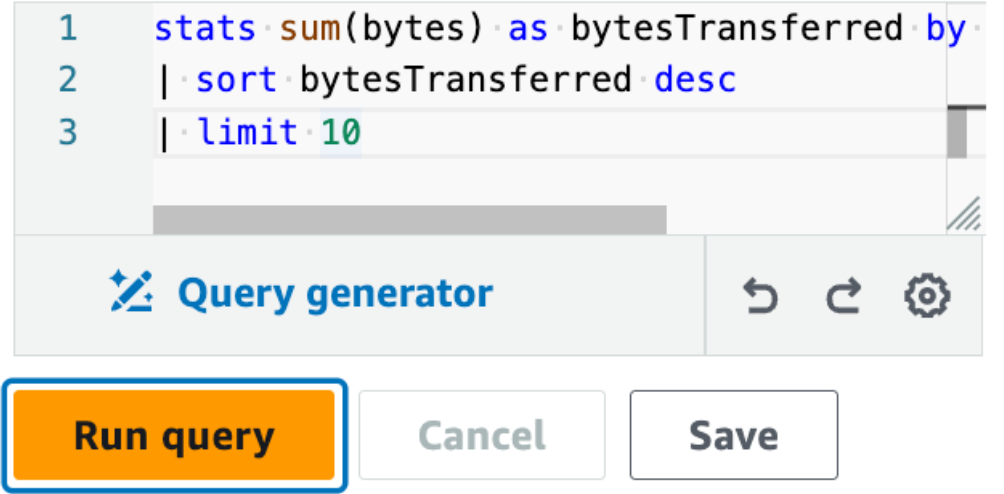 1 stats sum(bytes) as bytesTransferred by
2 | sort bytesTransferred desc
3 | limit 10
Query generator
Run query Cancel Save